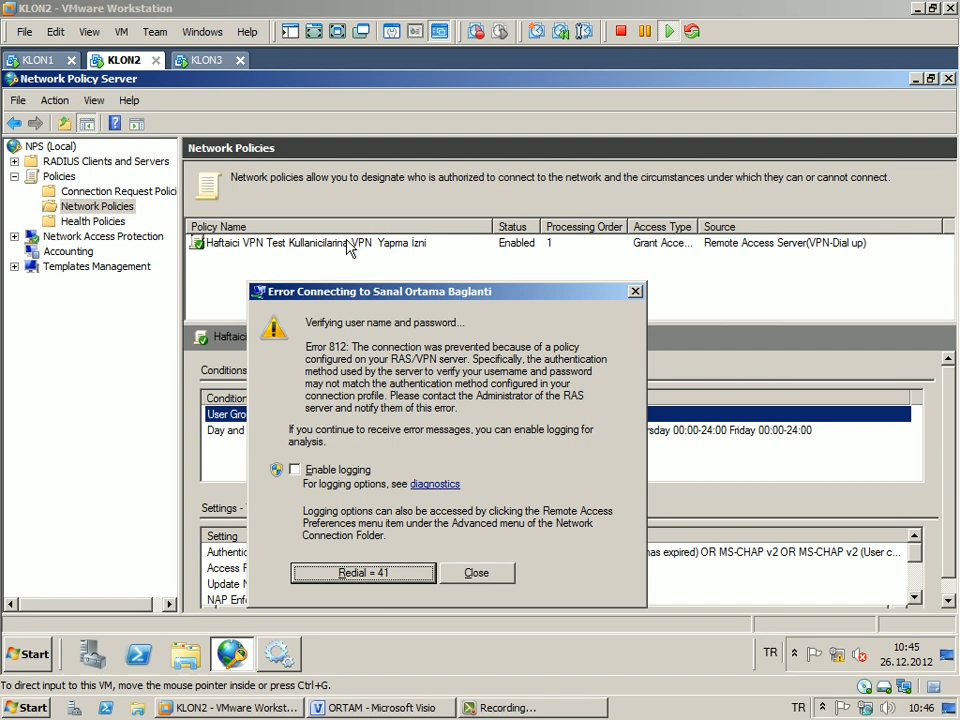 KLON2 - VMware Workstation
File Edit View VM Team Windows Help
KLON1 KLON2 KLON3
Network Policy Server
File Action View Help
NPS (Local)
RADIUS Clients and Servers
Policies
Connection Request Polici
Network Policies
Health Policies
Network Access Protection
Accounting
Templates Management
Network Policies
Network policies allow you to designate who is authorized to connect to the network and the circumstances under which they can or cannot connect.
Policy Name Status Processing Order Access Type Source
Haftaici VPN Test Kullanicilarina VPN Yapma İzni Enabled 1 Grant Acce... Remote Access Server(VPN-Dial up)
Haftaici
Conditions
Condition
User Gro
Day and rsday 00:00-24:00 Friday 00:00-24:00
Settings -
Setting
Authentic has expired) OR MS-CHAP v2 OR MS-CHAP v2 (User c...
Access F
Update N
NAP Enf
Error Connecting to Sanal Ortama Baglanti
Verifying user name and password...
Error 812: The connection was prevented because of a policy
configured on your RAS/VPN server. Specifically, the authentication
method used by the server to verify your username and password
may not match the authentication method configured in your
connection profile. Please contact the Administrator of the RAS
server and notify them of this error.
If you continue to receive error messages, you can enable logging for
analysis.
Enable logging
For logging options, see diagnostics
Logging options can also be accessed by clicking the Remote Access
Preferences menu item under the Advanced menu of the Network
Connection Folder.
Redial = 41 Close
Start TR 10:45
26.12.2012
To direct input to this VM, move the mouse pointer inside or press Ctrl+G.
Start KLON2 - VMware Workst... ORTAM - Microsoft Visio Recording... TR 10:46